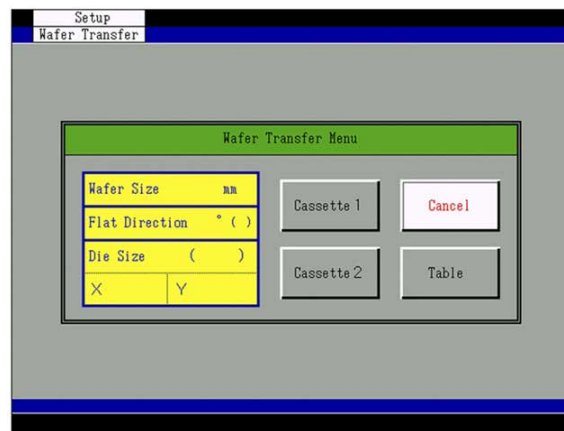 Setup
Wafer Transfer
Wafer Transfer Menu
Wafer Size mm
Flat Direction ° ( )
Die Size ( )
X Y
Cassette 1
Cancel
Cassette 2
Table